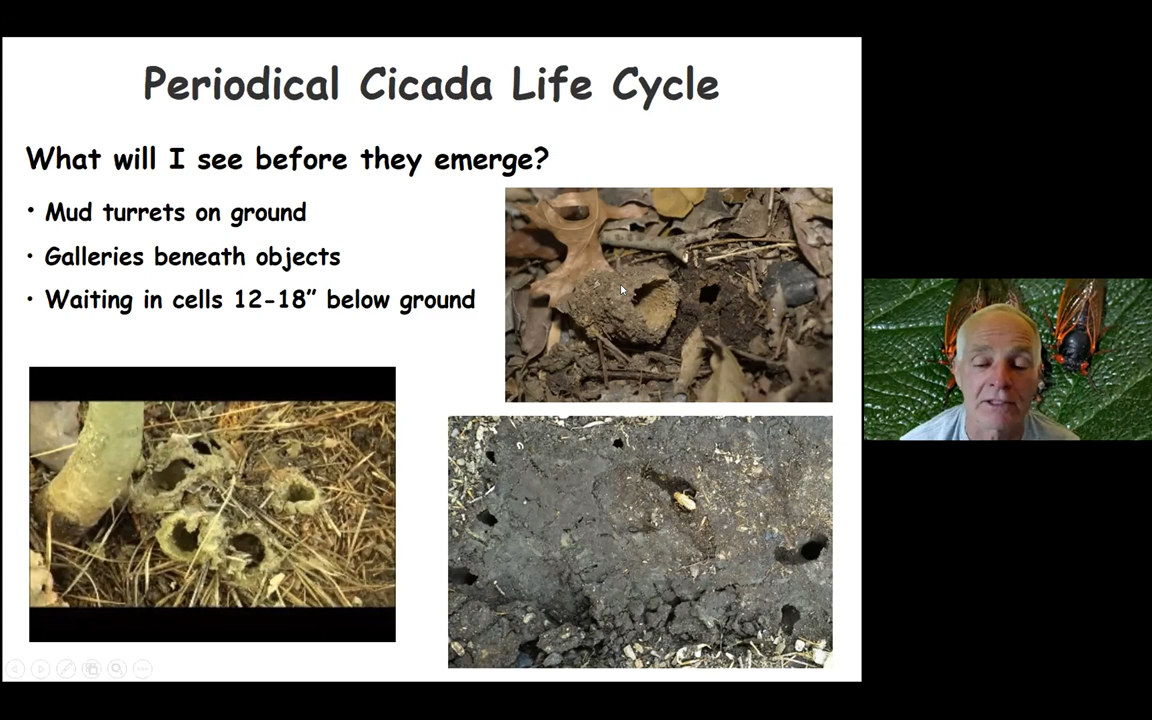 Periodical Cicada Life Cycle
What will I see before they emerge?
• Mud turrets on ground
• Galleries beneath objects
• Waiting in cells 12-18” below ground